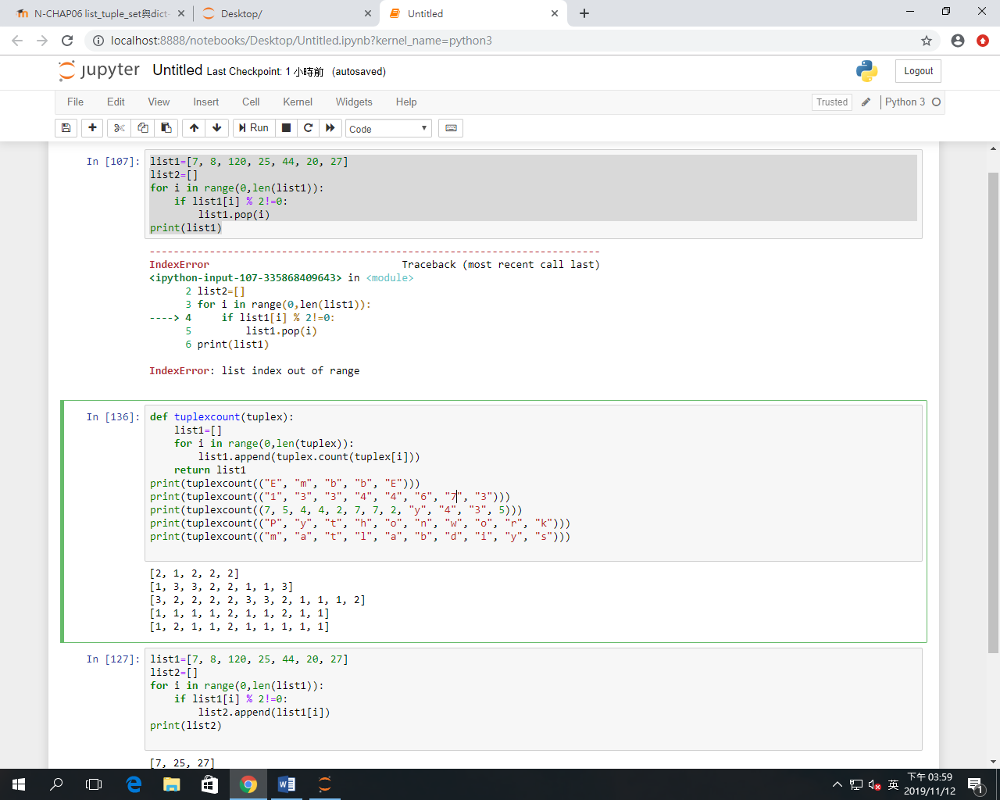 N-CHAP06 list_tuple_set與dict-
Desktop/
Untitled
localhost:8888/notebooks/Desktop/Untitled.ipynb?kernel_name=python3
jupyter Untitled Last Checkpoint: 1 小時前 (autosaved)
Logout
File Edit View Insert Cell Kernel Widgets Help
Trusted Python 3
Run Code
In [107]: list1=[7, 8, 120, 25, 44, 20, 27]
list2=[]
for i in range(0,len(list1)):
    if list1[i] % 2!=0:
        list1.pop(i)
print(list1)
---------------------------------------------------------------------------
IndexError                                Traceback (most recent call last)
<ipython-input-107-335868409643> in <module>
      2 list2=[]
      3 for i in range(0,len(list1)):
----> 4     if list1[i] % 2!=0:
      5         list1.pop(i)
      6 print(list1)
IndexError: list index out of range
In [136]: def tuplexcount(tuplex):
    list1=[]
    for i in range(0,len(tuplex)):
        list1.append(tuplex.count(tuplex[i]))
    return list1
print(tuplexcount(("E", "m", "b", "b", "E")))
print(tuplexcount(("1", "3", "3", "4", "4", "6", "7", "3")))
print(tuplexcount((7, 5, 4, 4, 2, 7, 7, 2, "y", "4", "3", 5)))
print(tuplexcount(("P", "y", "t", "h", "o", "n", "w", "o", "r", "k")))
print(tuplexcount(("m", "a", "t", "l", "a", "b", "d", "i", "y", "s")))
[2, 1, 2, 2, 2]
[1, 3, 3, 2, 2, 1, 1, 3]
[3, 2, 2, 2, 2, 3, 3, 2, 1, 1, 1, 2]
[1, 1, 1, 1, 2, 1, 1, 2, 1, 1]
[1, 2, 1, 1, 2, 1, 1, 1, 1, 1]
In [127]: list1=[7, 8, 120, 25, 44, 20, 27]
list2=[]
for i in range(0,len(list1)):
    if list1[i] % 2!=0:
        list2.append(list1[i])
print(list2)
[7, 25, 27]
英
下午 03:59
2019/11/12
1